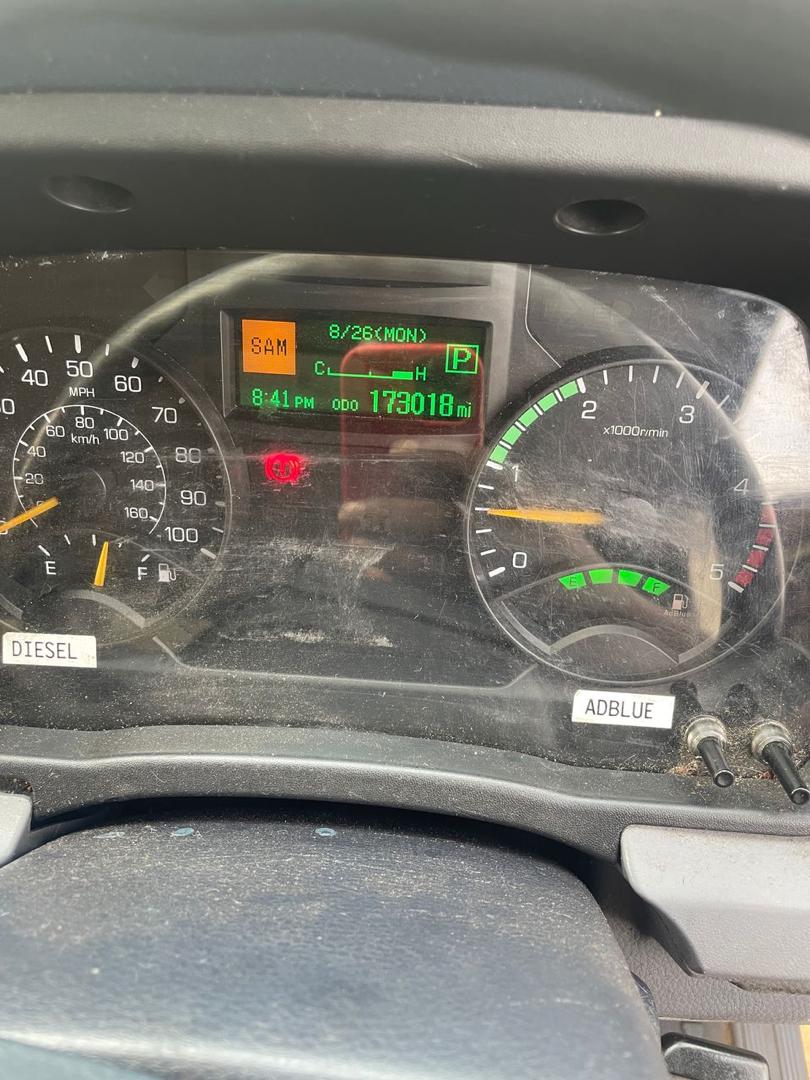 SAM
8/26(MON)
P
C H
8:41 PM ODO 173018 mi
40 50 60 70 80 90 100
MPH
20 40 60 80 100 120 140 160
km/h
E F
0 1 2 3 4 5
x1000r/min
E F
AdBlue
DIESEL
ADBLUE